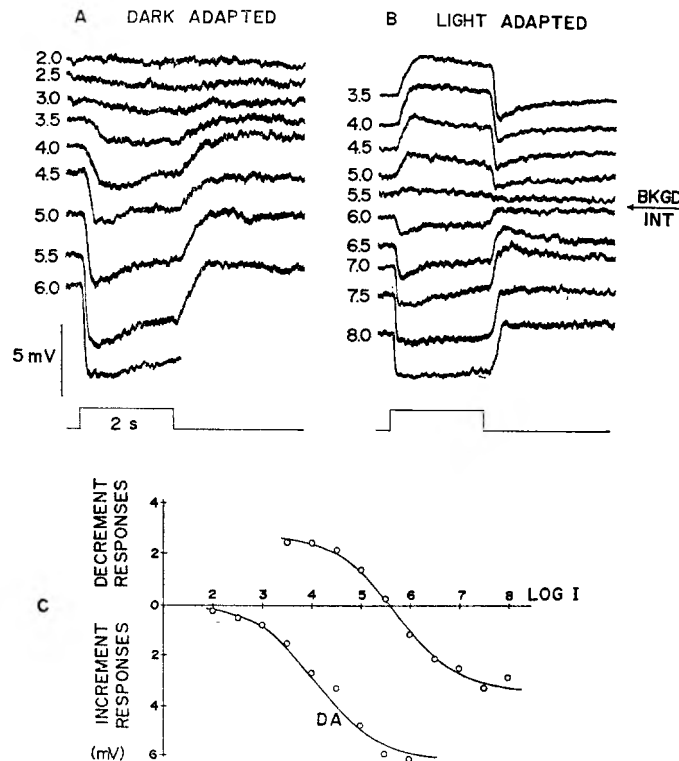 A DARK ADAPTED
2.0
2.5
3.0
3.5
4.0
4.5
5.0
5.5
6.0
5 mV
2 s
B LIGHT ADAPTED
3.5
4.0
4.5
5.0
5.5
6.0
6.5
7.0
7.5
8.0
BKGD
INT
C
DECREMENT
RESPONSES
INCREMENT
RESPONSES
(mV)
4
2
0
2
4
6
2 3 4 5 6 7 8 LOG I
DA